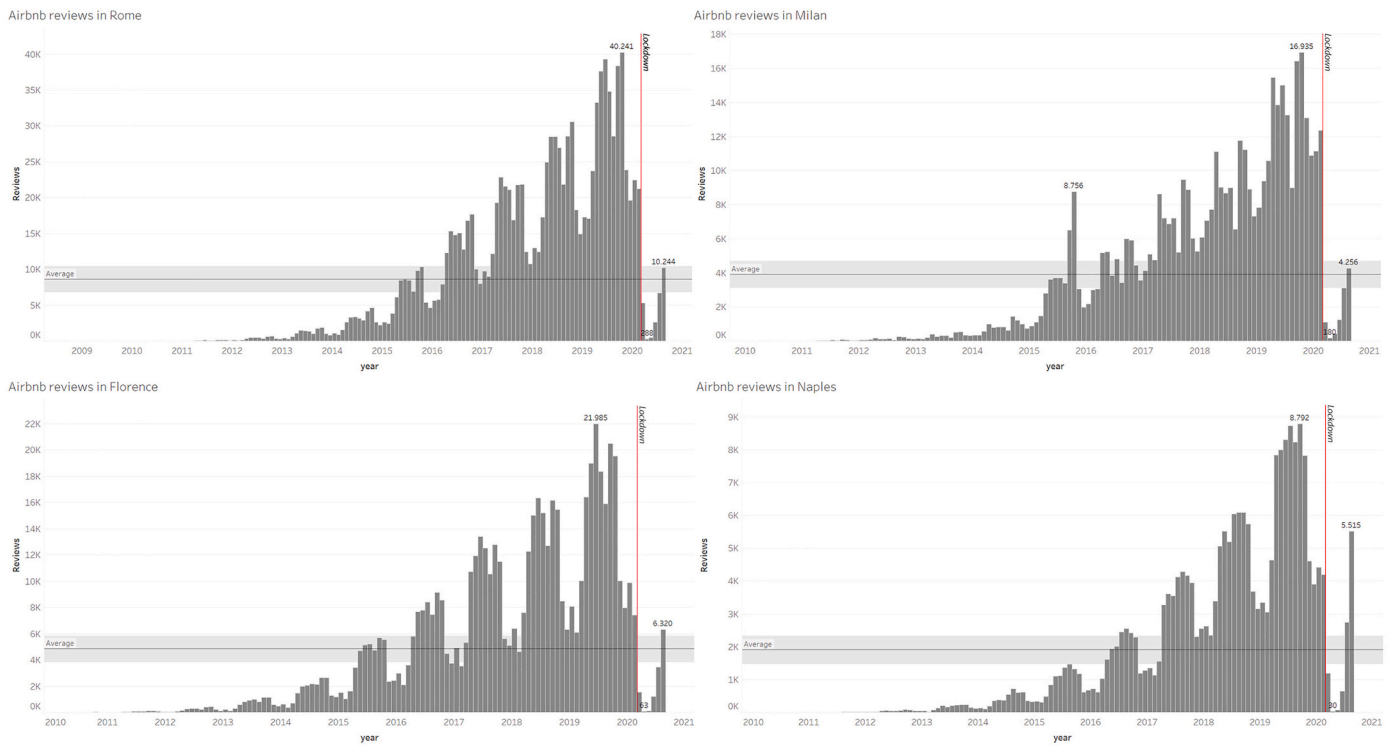 Airbnb reviews in Rome
Reviews
40K
35K
30K
25K
20K
15K
10K
5K
0K
Average
40.241
Lockdown
10.244
288
2009 2010 2011 2012 2013 2014 2015 2016 2017 2018 2019 2020 2021
year
Airbnb reviews in Milan
Reviews
18K
16K
14K
12K
10K
8K
6K
4K
2K
0K
Average
8.756
16.935
Lockdown
4.256
180
2010 2011 2012 2013 2014 2015 2016 2017 2018 2019 2020 2021
year
Airbnb reviews in Florence
Reviews
22K
20K
18K
16K
14K
12K
10K
8K
6K
4K
2K
0K
Average
21.985
Lockdown
6.320
63
2010 2011 2012 2013 2014 2015 2016 2017 2018 2019 2020 2021
year
Airbnb reviews in Naples
Reviews
9K
8K
7K
6K
5K
4K
3K
2K
1K
0K
Average
8.792
Lockdown
5.515
30
2010 2011 2012 2013 2014 2015 2016 2017 2018 2019 2020 2021
year